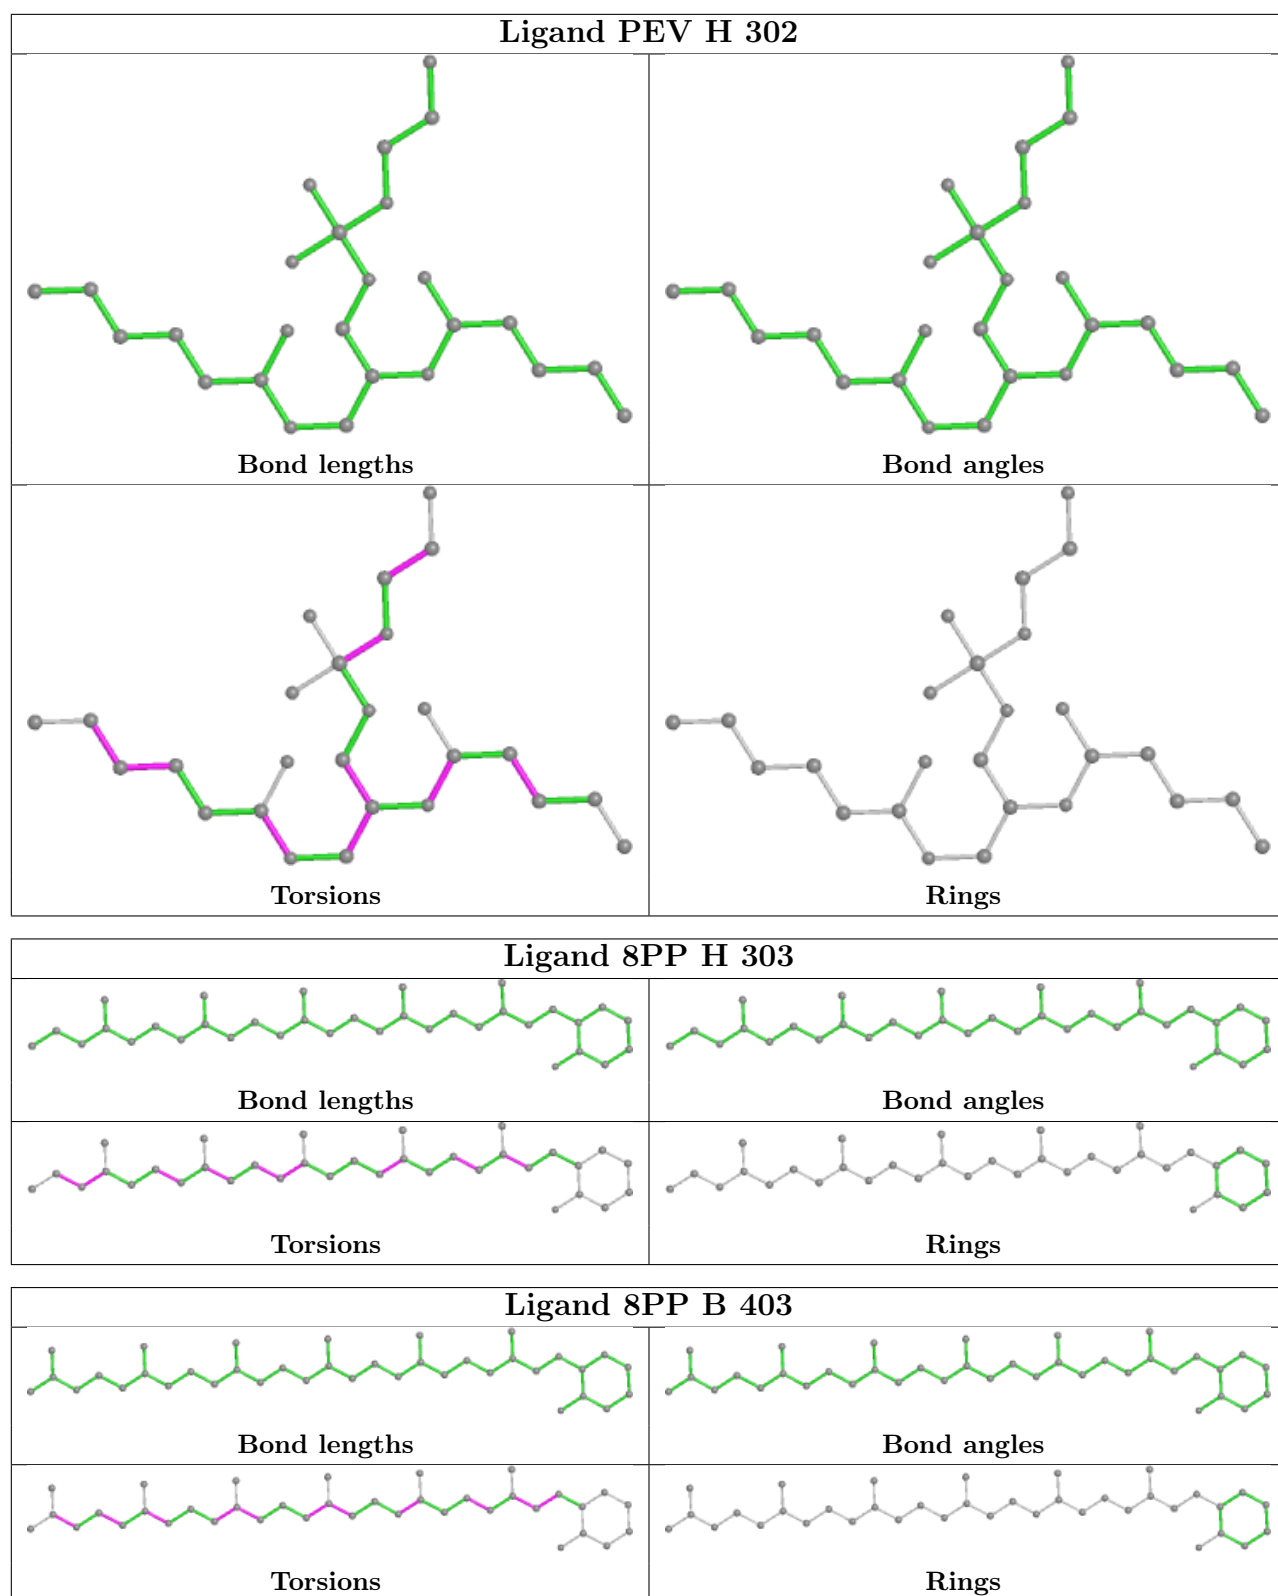 Ligand PEV H 302
Bond lengths
Bond angles
Torsions
Rings
Ligand 8PP H 303
Bond lengths
Bond angles
Torsions
Rings
Ligand 8PP B 403
Bond lengths
Bond angles
Torsions
Rings